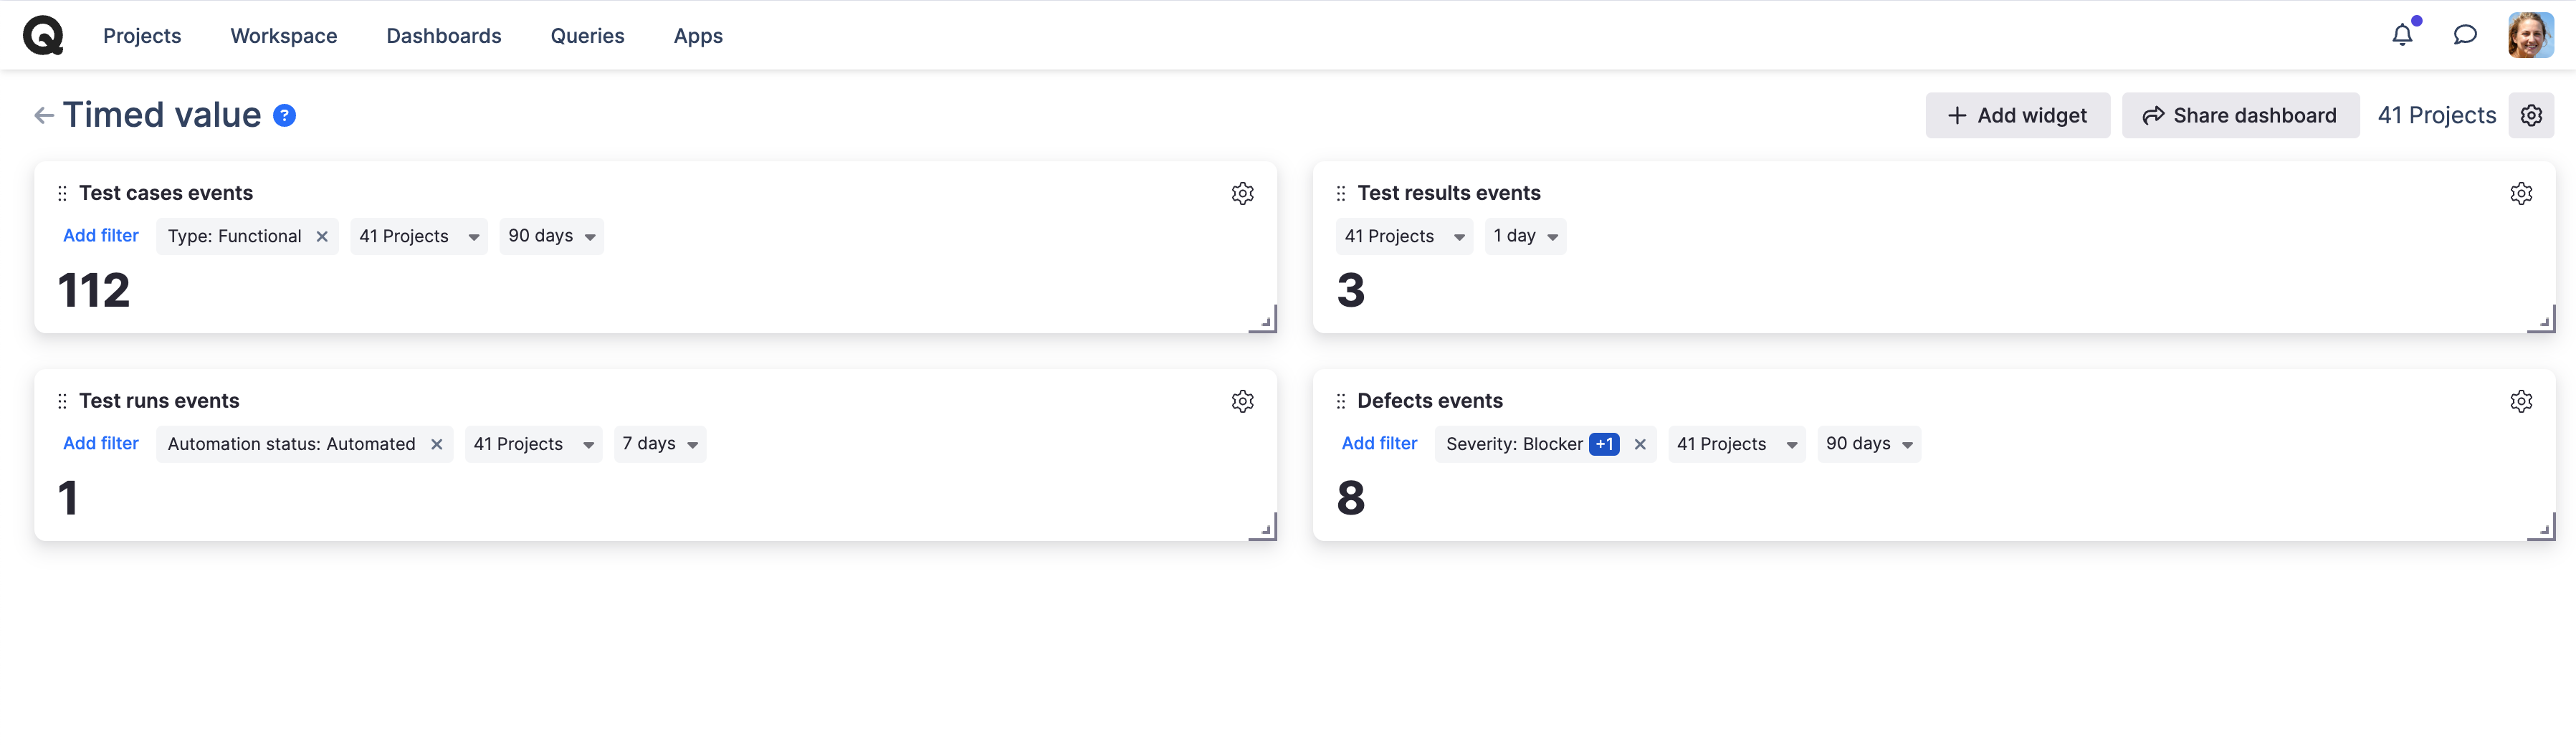 Projects Workspace Dashboards Queries Apps
Timed value ?
Add widget Share dashboard 41 Projects
Test cases events
Add filter Type: Functional 41 Projects 90 days
112
Test results events
41 Projects 1 day
3
Test runs events
Add filter Automation status: Automated 41 Projects 7 days
1
Defects events
Add filter Severity: Blocker +1 41 Projects 90 days
8